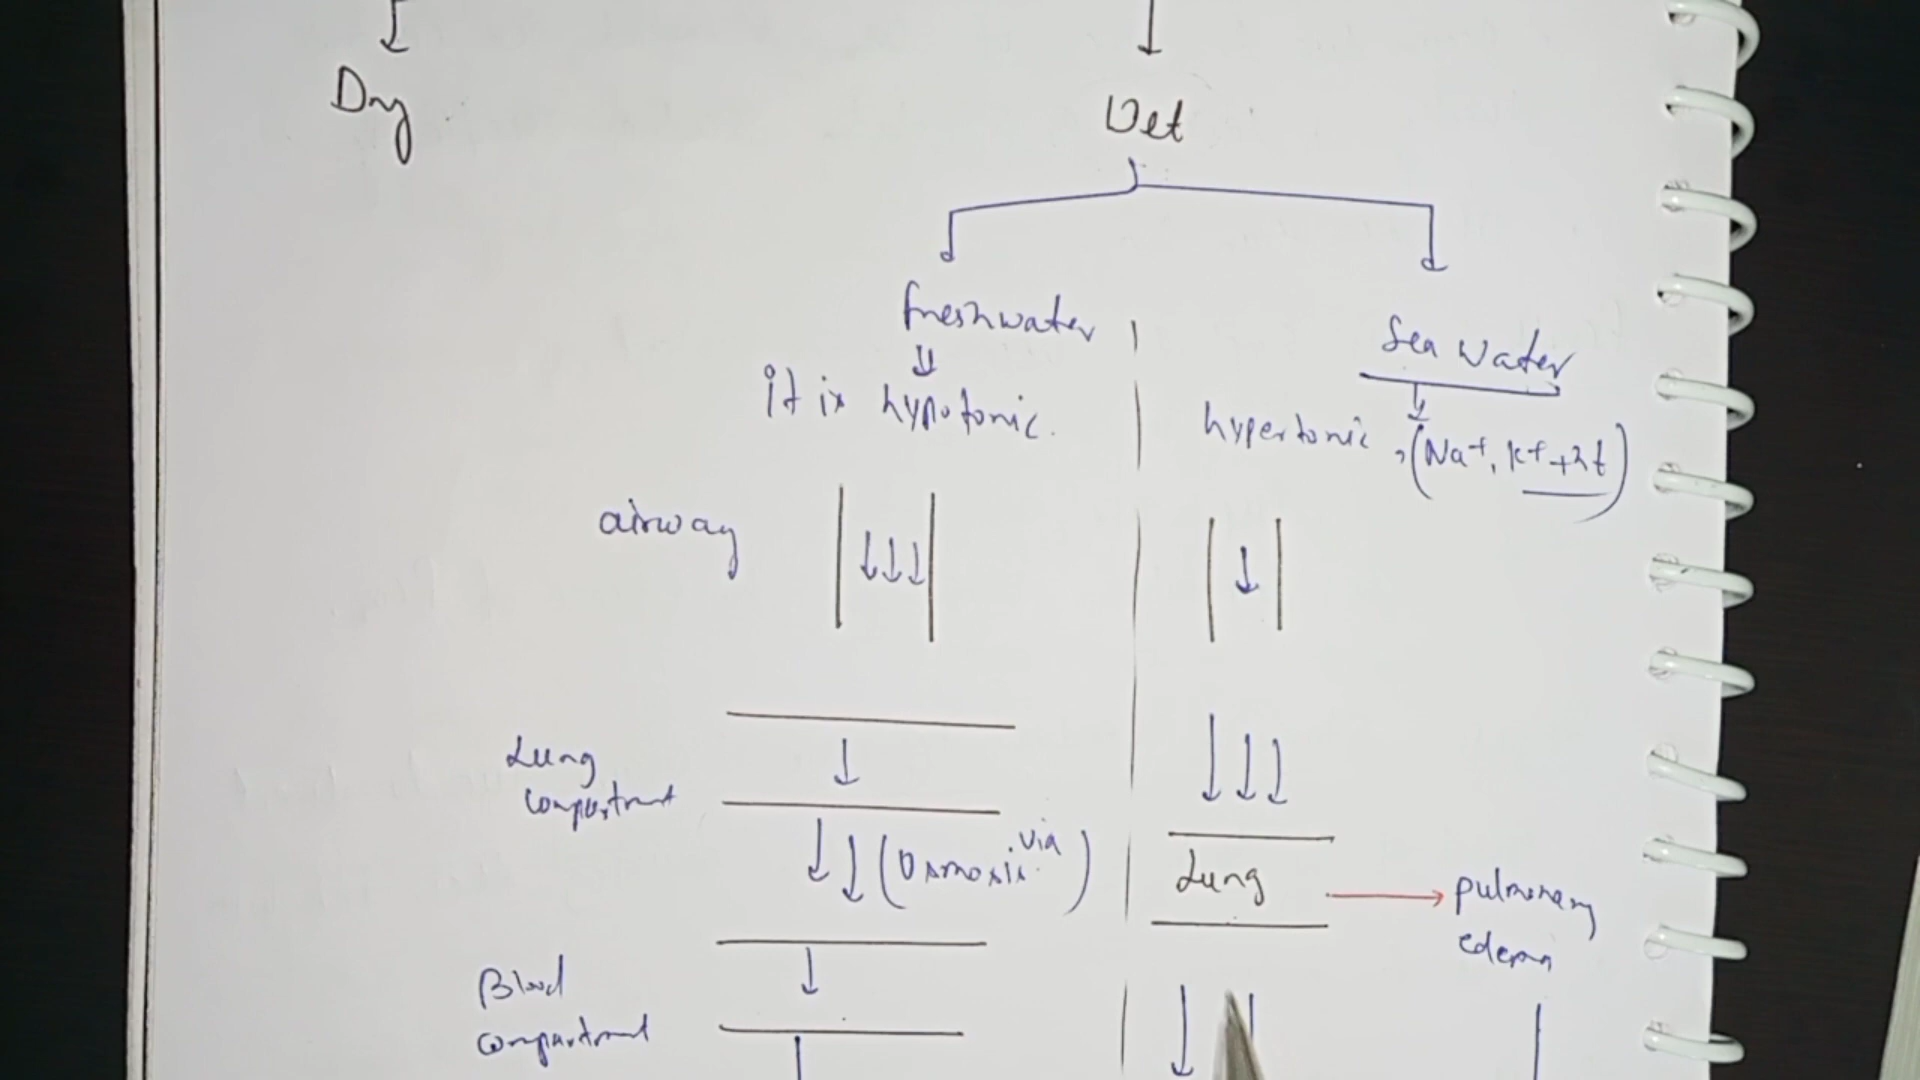 Dry
Wet
freshwater
It is hypotonic.
Sea water
hypertonic, (Na+, K+
airway
Lung
compartment
(Osmosis via)
Blood
compartment
Lung
pulmonary
edema